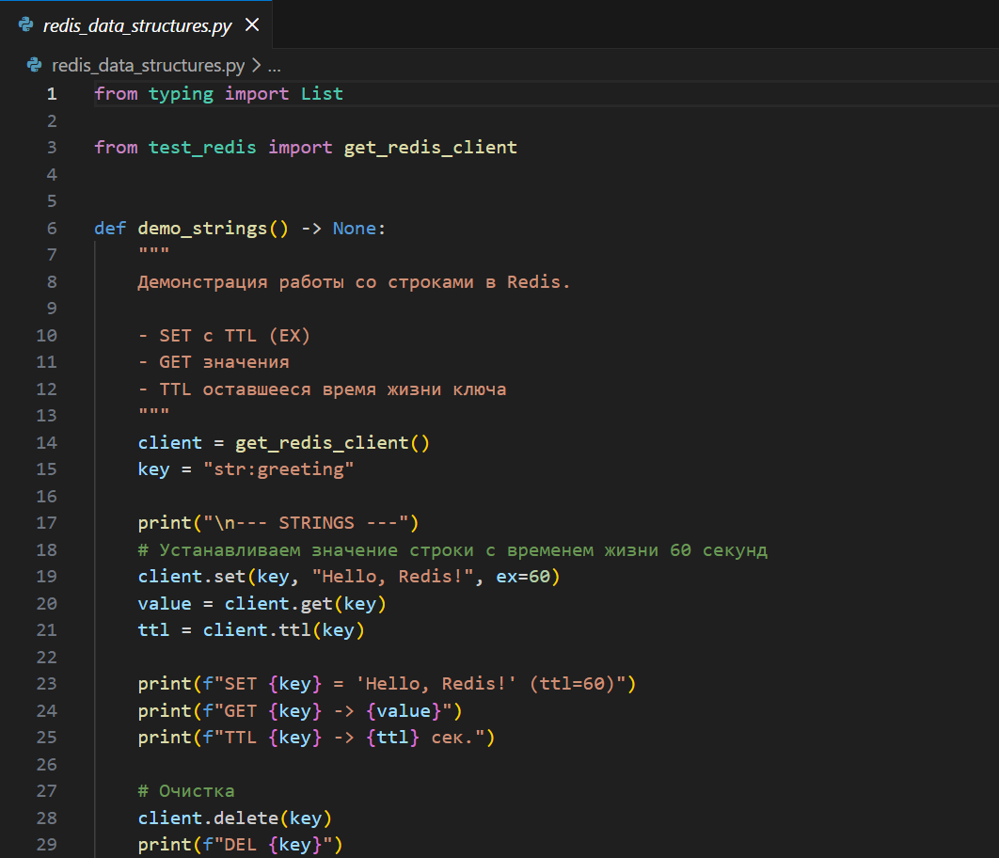 redis_data_structures.py
redis_data_structures.py > ...
1 from typing import List
2
3 from test_redis import get_redis_client
4
5
6 def demo_strings() -> None:
7     """
8     Демонстрация работы со строками в Redis.
9
10     - SET с TTL (EX)
11     - GET значения
12     - TTL оставшееся время жизни ключа
13     """
14     client = get_redis_client()
15     key = "str:greeting"
16
17     print("\n--- STRINGS ---")
18     # Устанавливаем значение строки с временем жизни 60 секунд
19     client.set(key, "Hello, Redis!", ex=60)
20     value = client.get(key)
21     ttl = client.ttl(key)
22
23     print(f"SET {key} = 'Hello, Redis!' (ttl=60)")
24     print(f"GET {key} -> {value}")
25     print(f"TTL {key} -> {ttl} сек.")
26
27     # Очистка
28     client.delete(key)
29     print(f"DEL {key}")